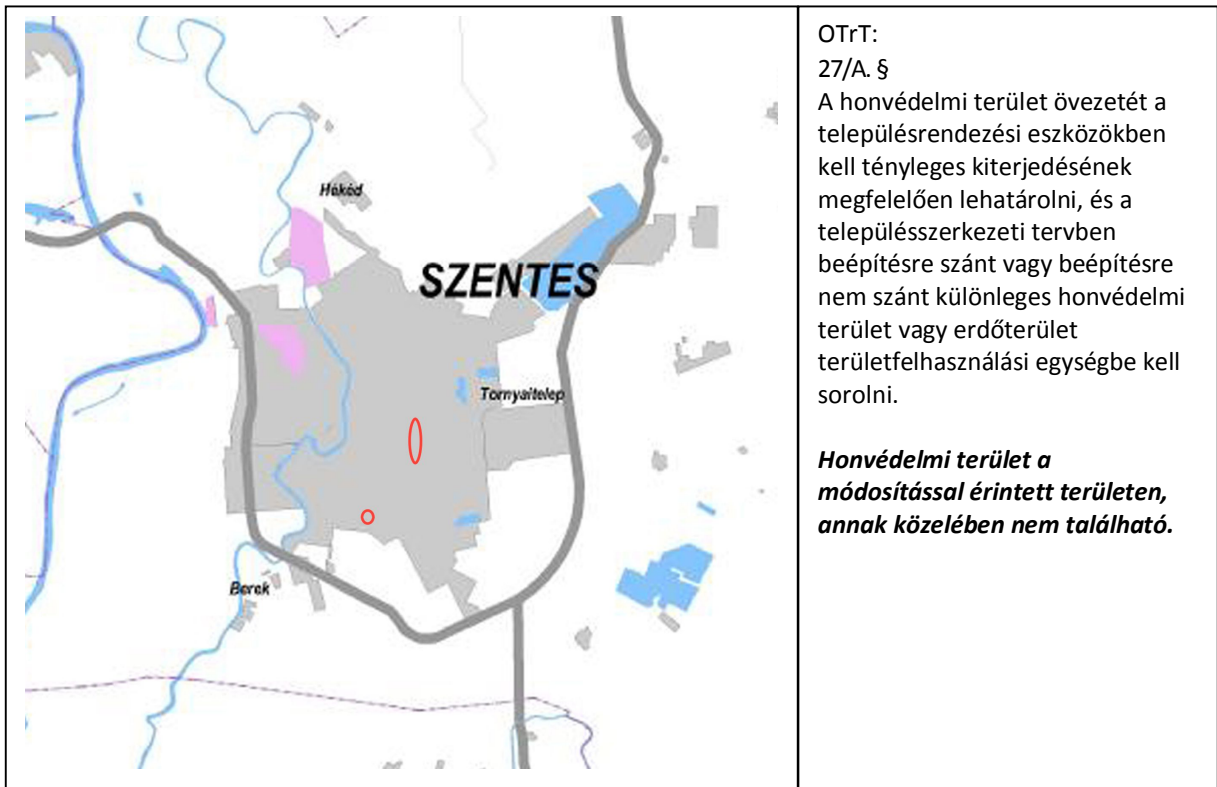 Hékéd
SZENTES
Tornyaitelep
Berek
OTrT:
27/A. §
A honvédelmi terület övezetét a
településrendezési eszközökben
kell tényleges kiterjedésének
megfelelően lehatárolni, és a
településszerkezeti tervben
beépítésre szánt vagy beépítésre
nem szánt különleges honvédelmi
terület vagy erdőterület
területfelhasználási egységbe kell
sorolni.
Honvédelmi terület a
módosítással érintett területen,
annak közelében nem található.